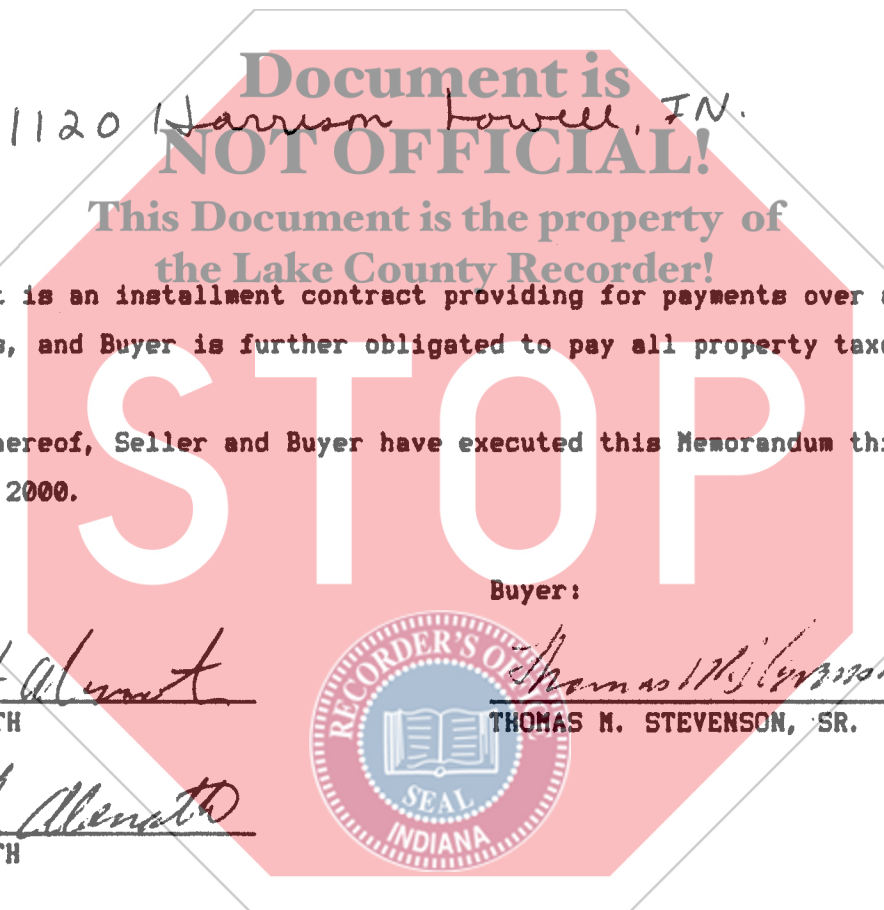 Document is
1120 Harrison Lowell, IN.
NOT OFFICIAL!
This Document is the property of
the Lake County Recorder!
is an installment contract providing for payments over
, and Buyer is further obligated to pay all property taxe
hereof, Seller and Buyer have executed this Memorandum thi
2000.
STOP
Buyer:
THOMAS M. STEVENSON, SR.
TH
TH
RECORDER'S OFFICE
SEAL
INDIANA